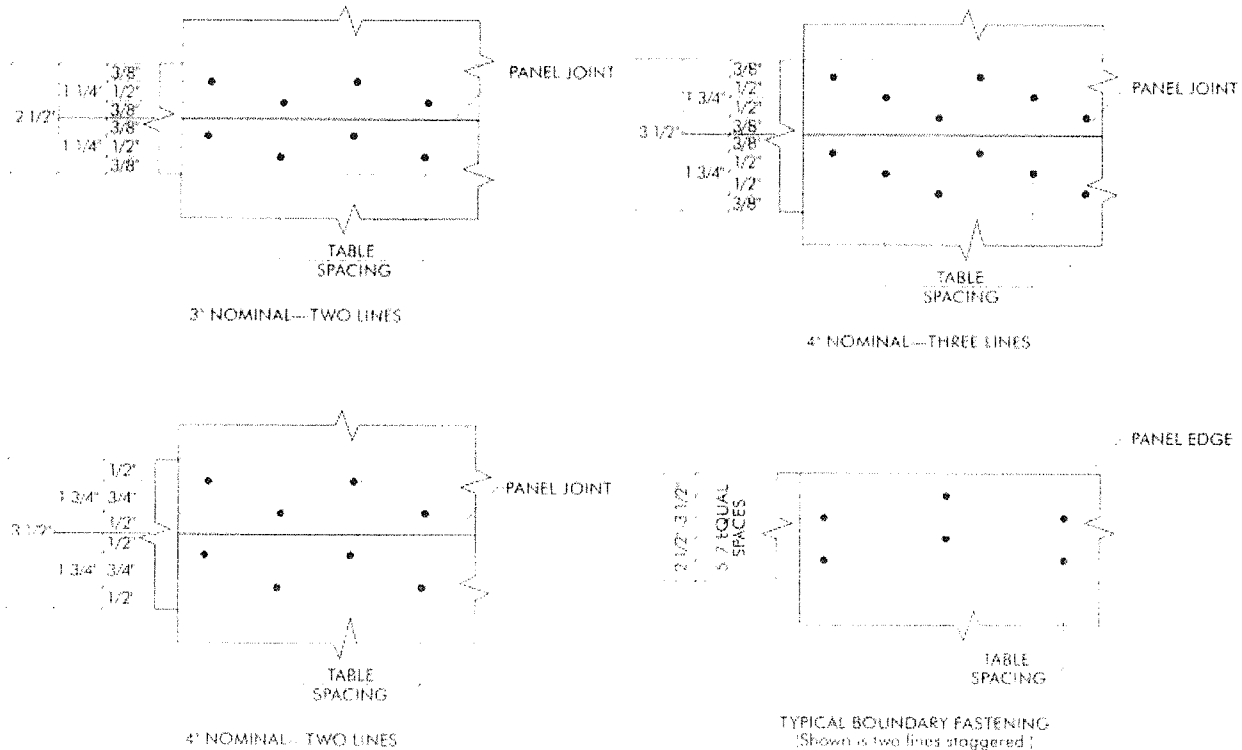 3/8"
1 1/4" 1/2"
3/8"
2 1/2"
3/8"
1 1/4" 1/2"
3/8"
PANEL JOINT
TABLE
SPACING
3" NOMINAL—TWO LINES
3/8"
1/2"
1 3/4"
1/2"
3/8"
3 1/2"
3/8"
1/2"
1 3/4"
1/2"
3/8"
PANEL JOINT
TABLE
SPACING
4" NOMINAL—THREE LINES
1/2"
1 3/4" 3/4"
1/2"
3 1/2"
1/2"
1 3/4" 3/4"
1/2"
PANEL JOINT
TABLE
SPACING
4" NOMINAL—TWO LINES
PANEL EDGE
2 1/2" 3 1/2"
EQUAL
SPACES
TABLE
SPACING
TYPICAL BOUNDARY FASTENING
(Shown is two lines staggered.)